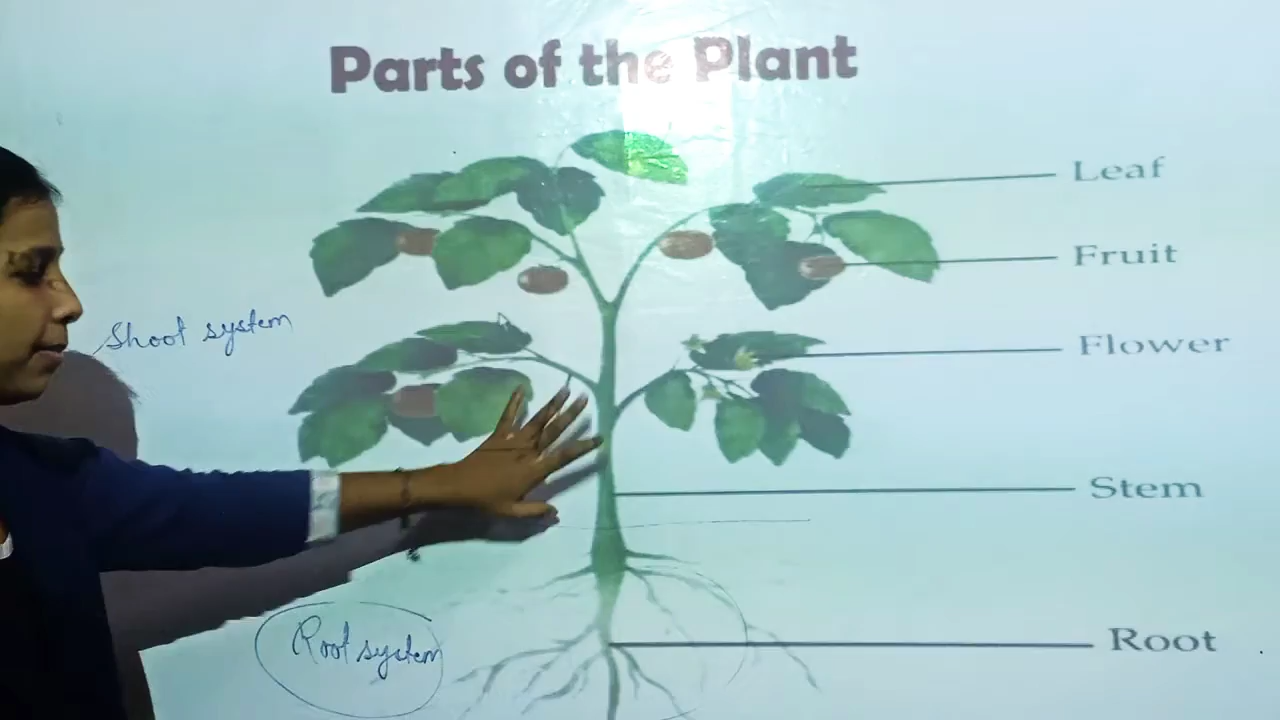 Parts of the Plant
Leaf
Fruit
Shoot system
Flower
Stem
Root system
Root